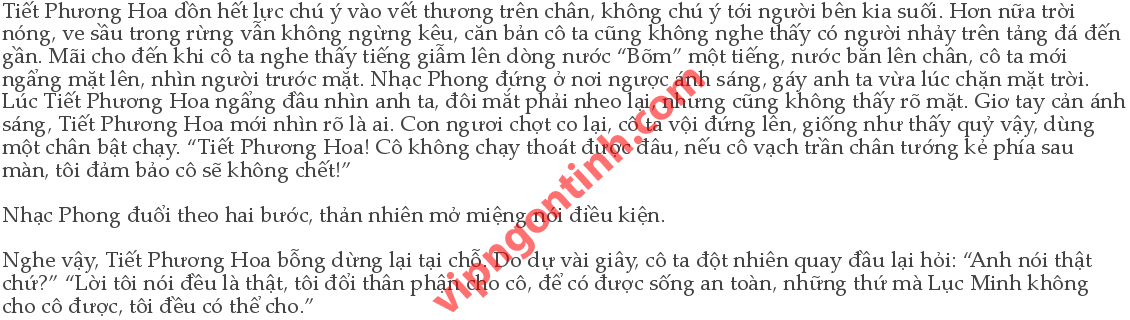 Tiết Phương Hoa dồn hết lực chú ý vào vết thương trên chân, không chú ý tới người bên kia suối. Hơn nữa trời
nóng, ve sầu trong rừng vẫn không ngừng kêu, căn bản cô ta cũng không nghe thấy có người nhảy trên tảng đá đến
gần. Mãi cho đến khi cô ta nghe thấy tiếng giẫm lên dòng nước “Bõm” một tiếng, nước bắn lên chân, cô ta mới
ngẩng mặt lên, nhìn người trước mặt. Nhạc Phong đứng ở nơi ngược ánh sáng, gáy anh ta vừa lúc chặn mặt trời.
Lúc Tiết Phương Hoa ngẩng đầu nhìn anh ta, đôi mắt phải nheo lại, nhưng cũng không thấy rõ mặt. Giơ tay cản ánh
sáng, Tiết Phương Hoa mới nhìn rõ là ai. Con ngươi chợt co lại, cô ta vội đứng lên, giống như thấy quỷ vậy, dùng
một chân bật chạy. “Tiết Phương Hoa! Cô không chạy thoát được đâu, nếu cô vạch trần chân tướng kẻ phía sau
màn, tôi đảm bảo cô sẽ không chết!”
Nhạc Phong đuổi theo hai bước, thản nhiên mở miệng nói điều kiện.
Nghe vậy, Tiết Phương Hoa bỗng dừng lại tại chỗ. Do dự vài giây, cô ta đột nhiên quay đầu lại hỏi: “Anh nói thật
chứ?” “Lời tôi nói đều là thật, tôi đổi thân phận cho cô, để có được sống an toàn, những thứ mà Lục Minh không
cho cô được, tôi đều có thể cho.”
vipngontinh.com